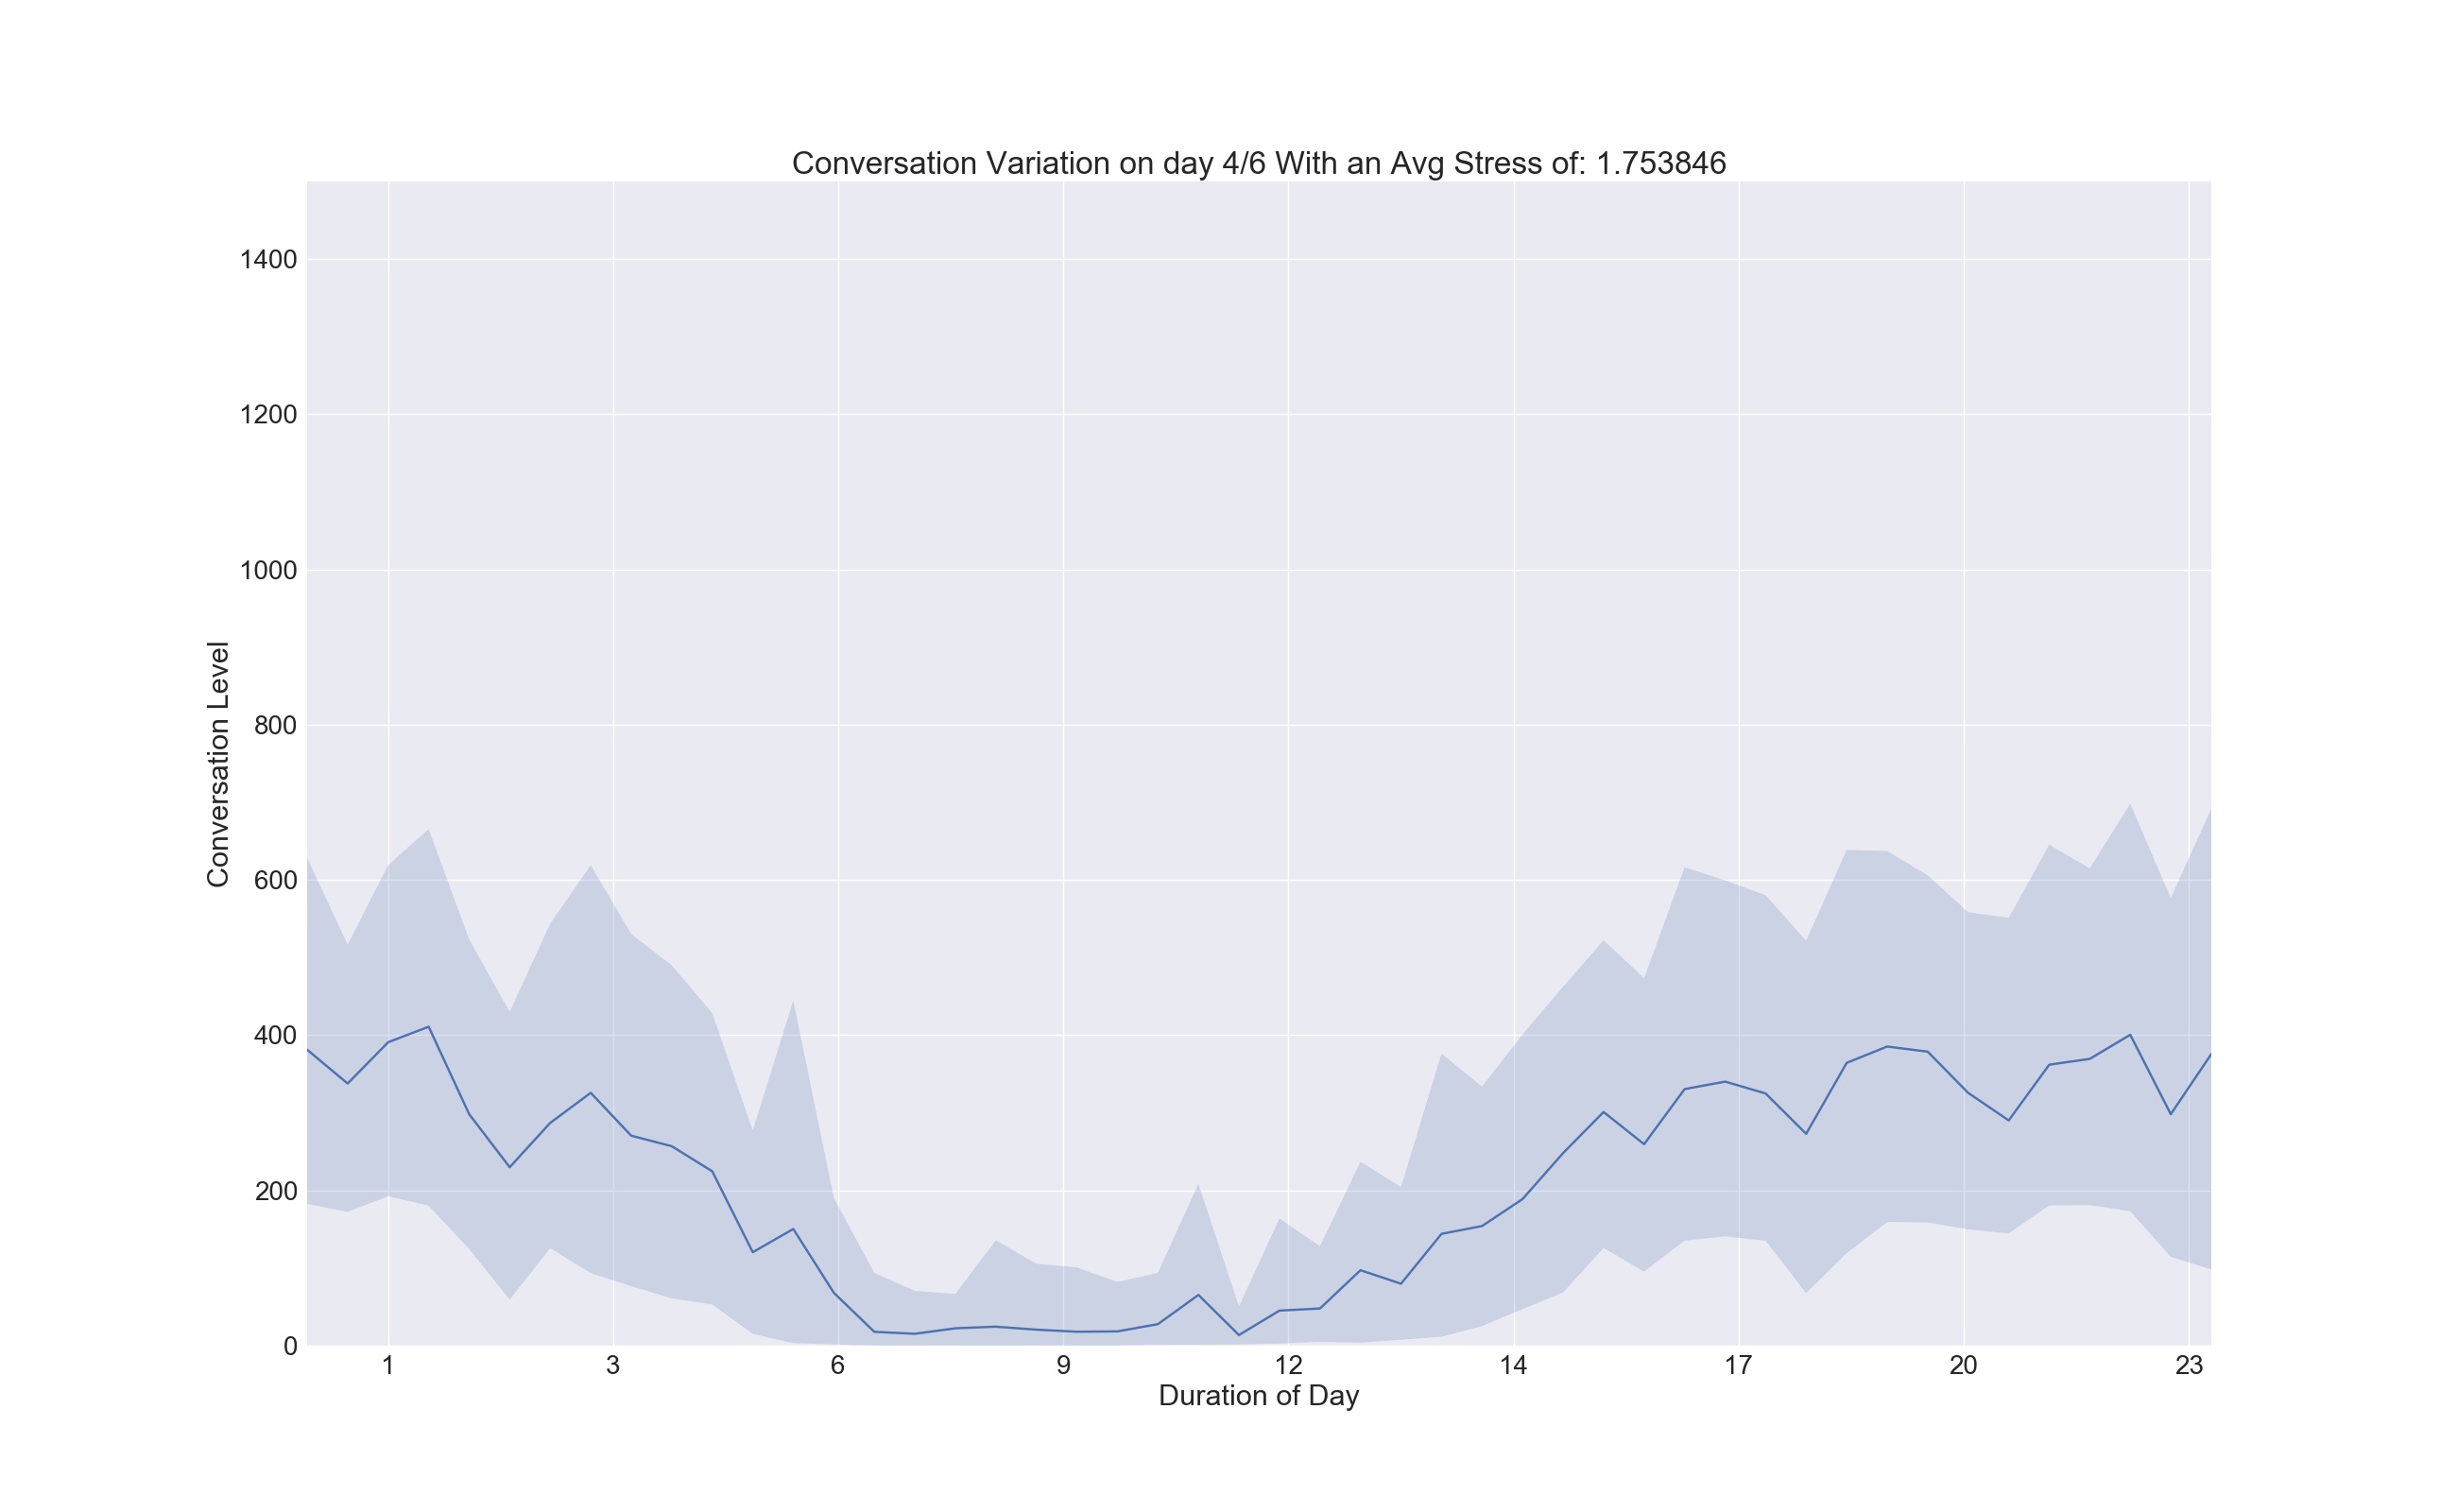 Conversation Variation on day 4/6 With an Avg Stress of: 1.753846
1400
1200
1000
800
600
400
200
0
Conversation Level
1 3 6 9 12 14 17 20 23
Duration of Day